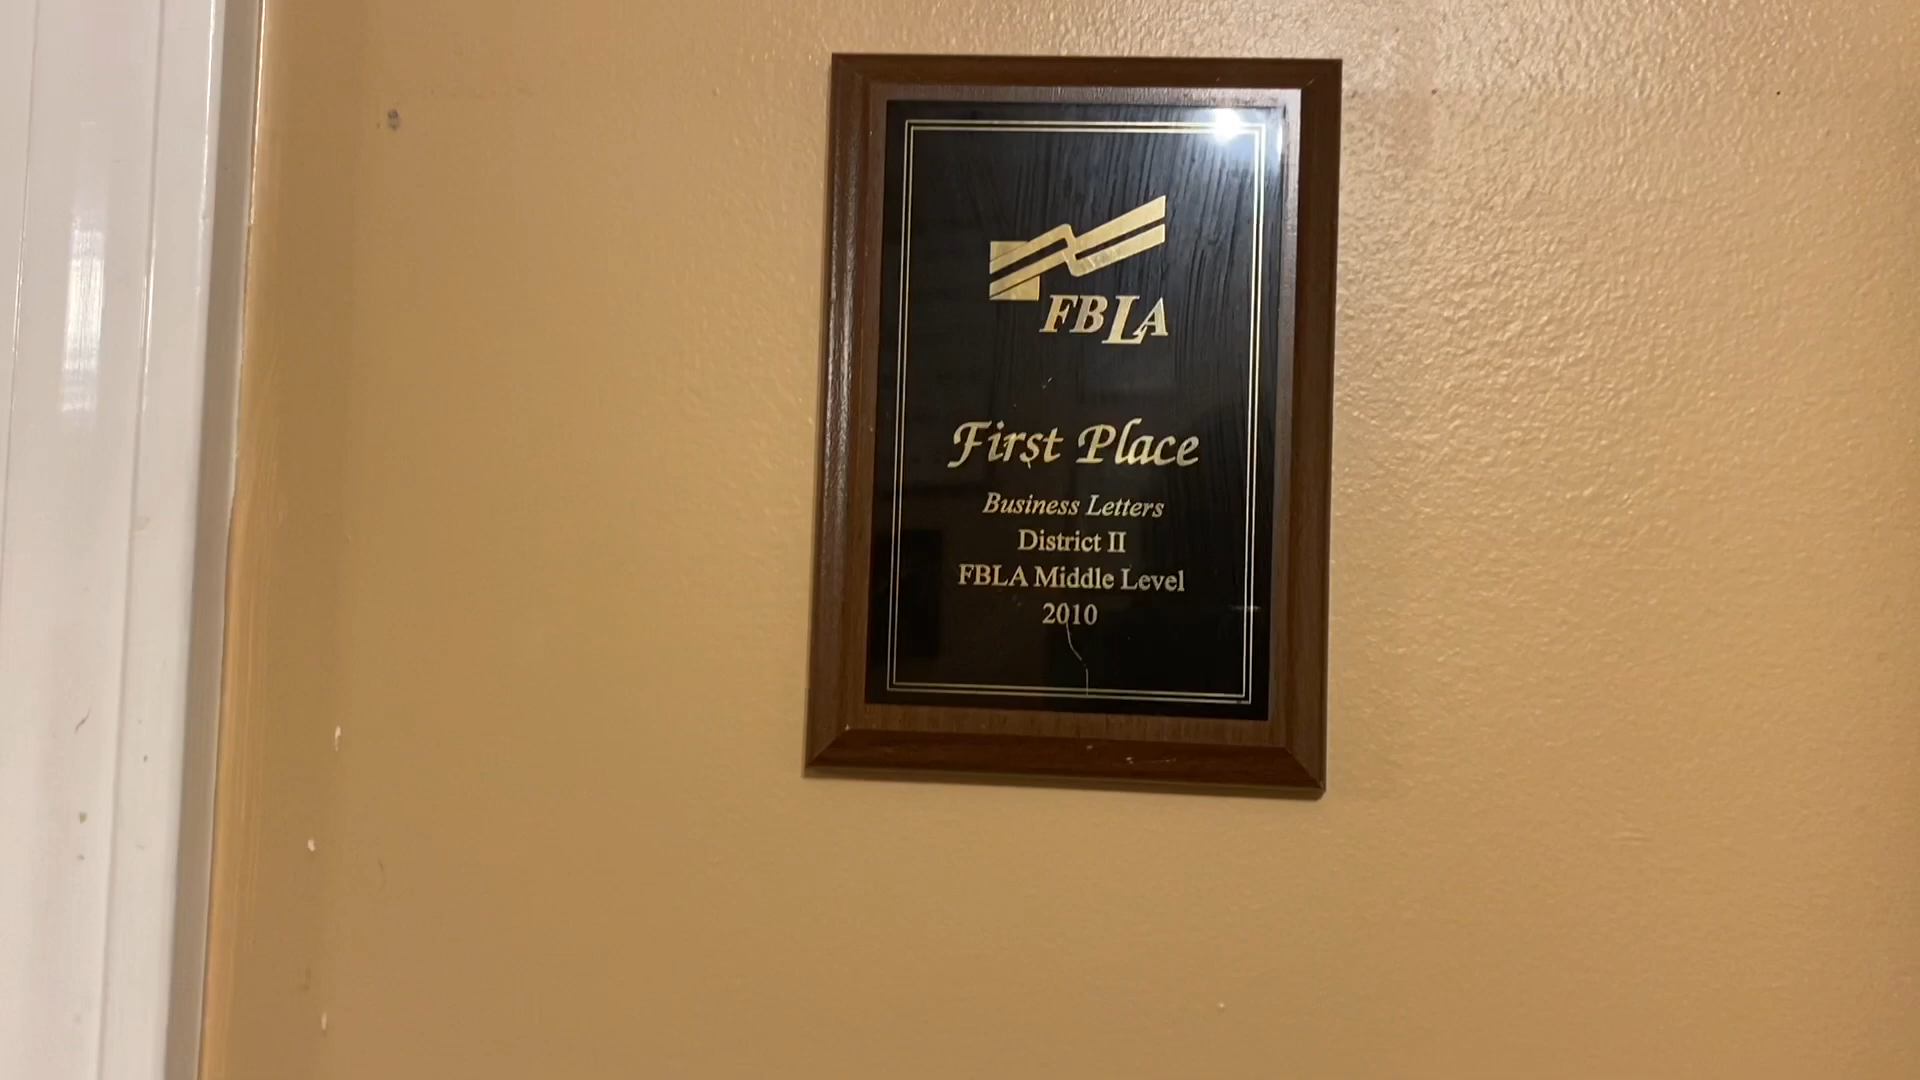 FBLA
First Place
Business Letters
District II
FBLA Middle Level
2010